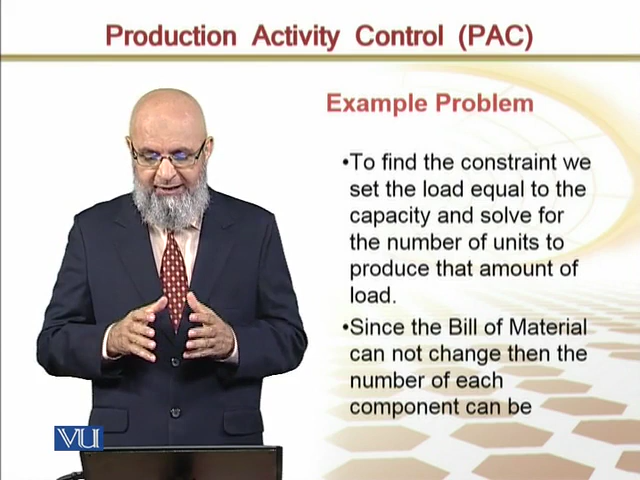 Production Activity Control (PAC)
Example Problem
•To find the constraint we
set the load equal to the
capacity and solve for
the number of units to
produce that amount of
load.
•Since the Bill of Material
can not change then the
number of each
component can be
VU